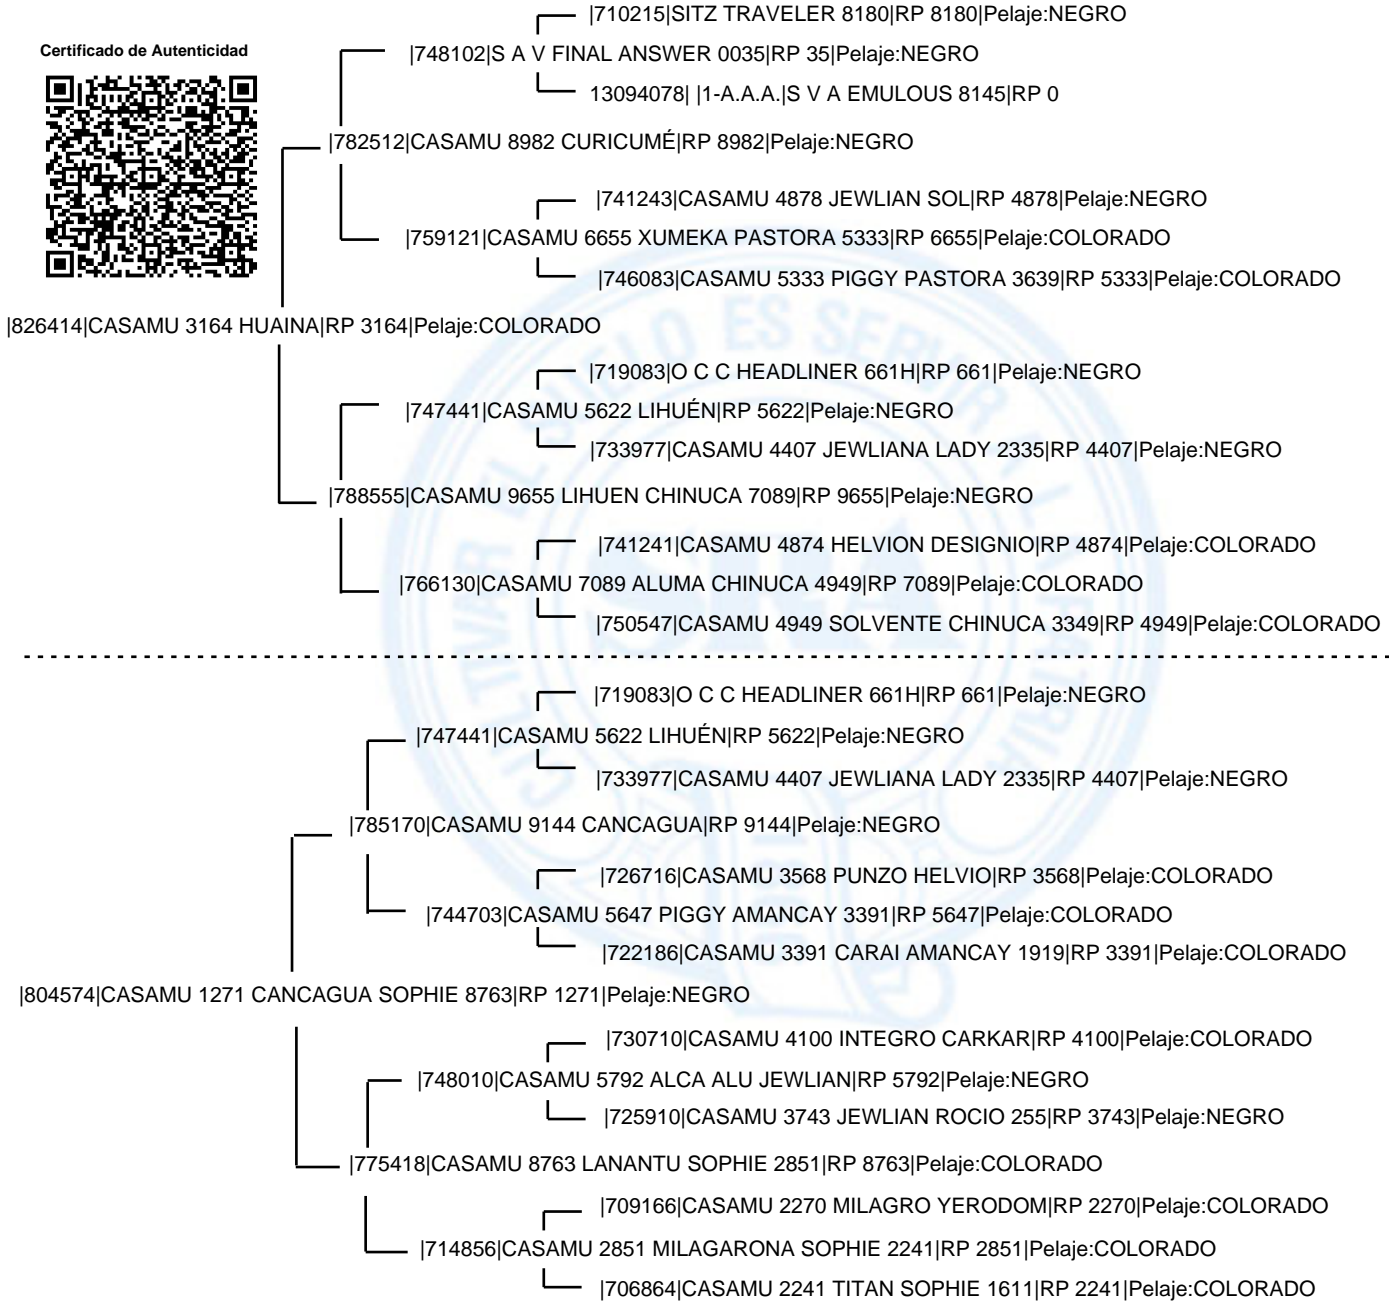 |710215|SITZ TRAVELER 8180|RP 8180|Pelaje:NEGRO
Certificado de Autenticidad
|748102|S A V FINAL ANSWER 0035|RP 35|Pelaje:NEGRO
13094078| |1-A.A.A.|S V A EMULOUS 8145|RP 0
|782512|CASAMU 8982 CURICUMÉ|RP 8982|Pelaje:NEGRO
|741243|CASAMU 4878 JEWLIAN SOL|RP 4878|Pelaje:NEGRO
|759121|CASAMU 6655 XUMEKA PASTORA 5333|RP 6655|Pelaje:COLORADO
|746083|CASAMU 5333 PIGGY PASTORA 3639|RP 5333|Pelaje:COLORADO
|826414|CASAMU 3164 HUAINA|RP 3164|Pelaje:COLORADO
|719083|O C C HEADLINER 661H|RP 661|Pelaje:NEGRO
|747441|CASAMU 5622 LIHUÉN|RP 5622|Pelaje:NEGRO
|733977|CASAMU 4407 JEWLIANA LADY 2335|RP 4407|Pelaje:NEGRO
|788555|CASAMU 9655 LIHUEN CHINUCA 7089|RP 9655|Pelaje:NEGRO
|741241|CASAMU 4874 HELVION DESIGNIO|RP 4874|Pelaje:COLORADO
|766130|CASAMU 7089 ALUMA CHINUCA 4949|RP 7089|Pelaje:COLORADO
|750547|CASAMU 4949 SOLVENTE CHINUCA 3349|RP 4949|Pelaje:COLORADO
|719083|O C C HEADLINER 661H|RP 661|Pelaje:NEGRO
|747441|CASAMU 5622 LIHUÉN|RP 5622|Pelaje:NEGRO
|733977|CASAMU 4407 JEWLIANA LADY 2335|RP 4407|Pelaje:NEGRO
|785170|CASAMU 9144 CANCAGUA|RP 9144|Pelaje:NEGRO
|726716|CASAMU 3568 PUNZO HELVIO|RP 3568|Pelaje:COLORADO
|744703|CASAMU 5647 PIGGY AMANCAY 3391|RP 5647|Pelaje:COLORADO
|722186|CASAMU 3391 CARAI AMANCAY 1919|RP 3391|Pelaje:COLORADO
|804574|CASAMU 1271 CANCAGUA SOPHIE 8763|RP 1271|Pelaje:NEGRO
|730710|CASAMU 4100 INTEGRO CARKAR|RP 4100|Pelaje:COLORADO
|748010|CASAMU 5792 ALCA ALU JEWLIAN|RP 5792|Pelaje:NEGRO
|725910|CASAMU 3743 JEWLIAN ROCIO 255|RP 3743|Pelaje:NEGRO
|775418|CASAMU 8763 LANANTU SOPHIE 2851|RP 8763|Pelaje:COLORADO
|709166|CASAMU 2270 MILAGRO YERODOM|RP 2270|Pelaje:COLORADO
|714856|CASAMU 2851 MILAGARONA SOPHIE 2241|RP 2851|Pelaje:COLORADO
|706864|CASAMU 2241 TITAN SOPHIE 1611|RP 2241|Pelaje:COLORADO
CULTIVAR EL SUELO ES SERVIR A LA PATRIA
SRA
1866